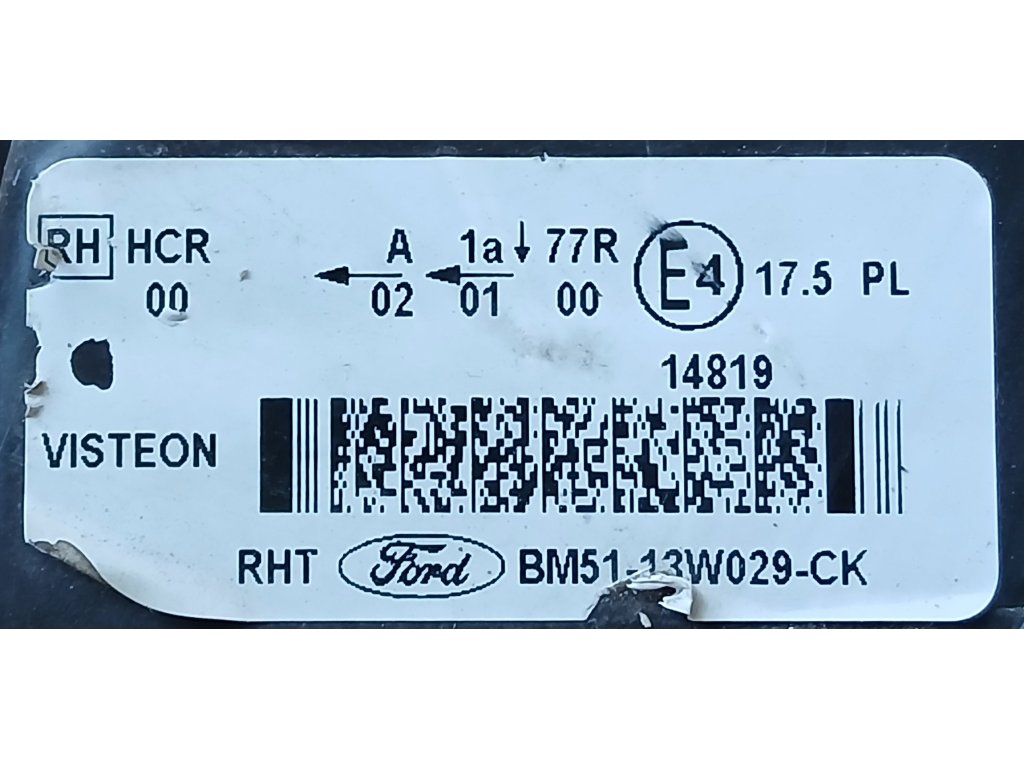 RH HCR A 1a 77R E4 17.5 PL
00 02 01 00
14819
VISTEON
RHT Ford BM51-13W029-CK